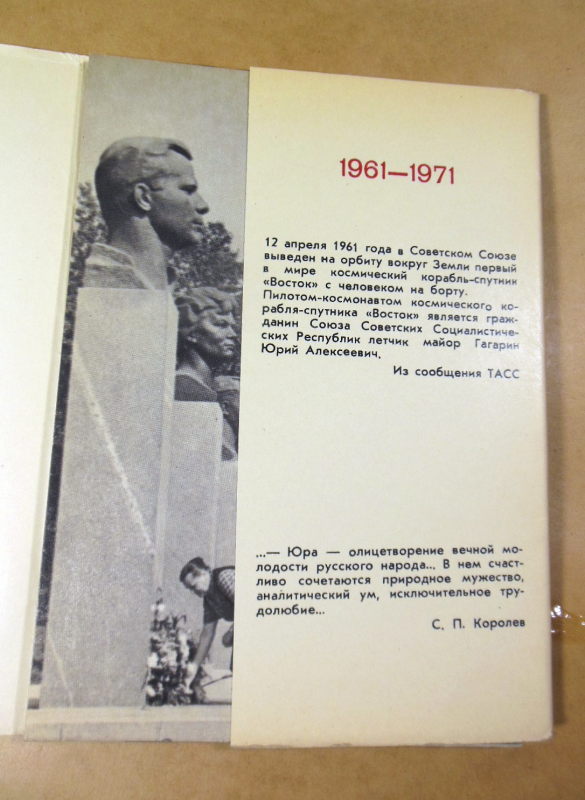 1961—1971
12 апреля 1961 года в Советском Союзе
выведен на орбиту вокруг Земли первый
в мире космический корабль-спутник
«Восток» с человеком на борту.
Пилотом-космонавтом космического ко-
рабля-спутника «Восток» является граж-
данин Союза Советских Социалистиче-
ских Республик летчик майор Гагарин
Юрий Алексеевич.
Из сообщения ТАСС
...— Юра — олицетворение вечной мо-
лодости русского народа... В нем счаст-
ливо сочетаются природное мужество,
аналитический ум, исключительное тру-
долюбие...
С. П. Королев